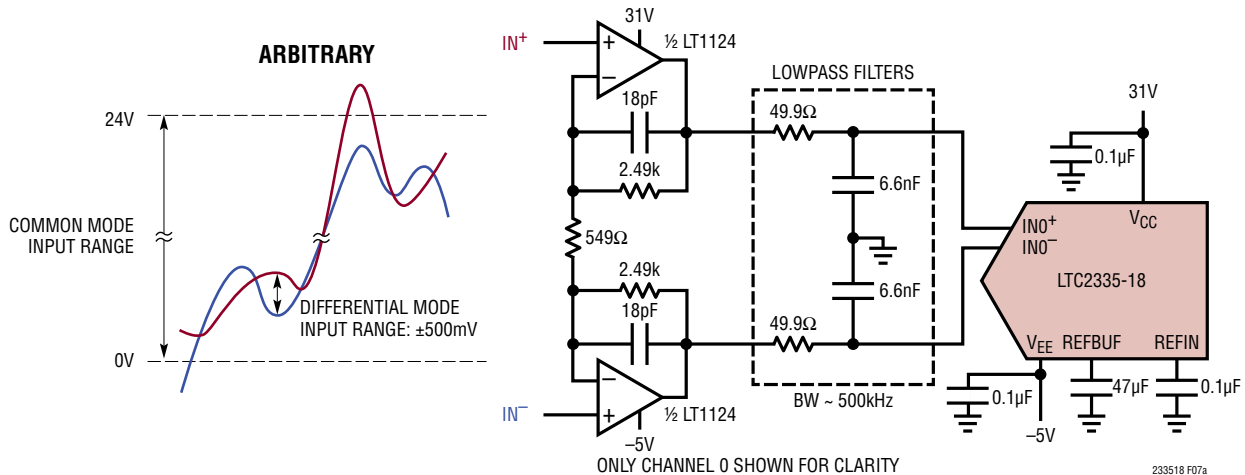 ARBITRARY
24V
COMMON MODE
INPUT RANGE
0V
DIFFERENTIAL MODE
INPUT RANGE: ±500mV
IN+
31V
½ LT1124
+
–
18pF
2.49k
549Ω
2.49k
18pF
–
+
IN–
½ LT1124
–5V
LOWPASS FILTERS
49.9Ω
6.6nF
6.6nF
49.9Ω
BW ~ 500kHz
31V
0.1µF
VCC
IN0+
IN0–
LTC2335-18
VEE REFBUF REFIN
0.1µF
47µF
0.1µF
–5V
ONLY CHANNEL 0 SHOWN FOR CLARITY
233518 F07a